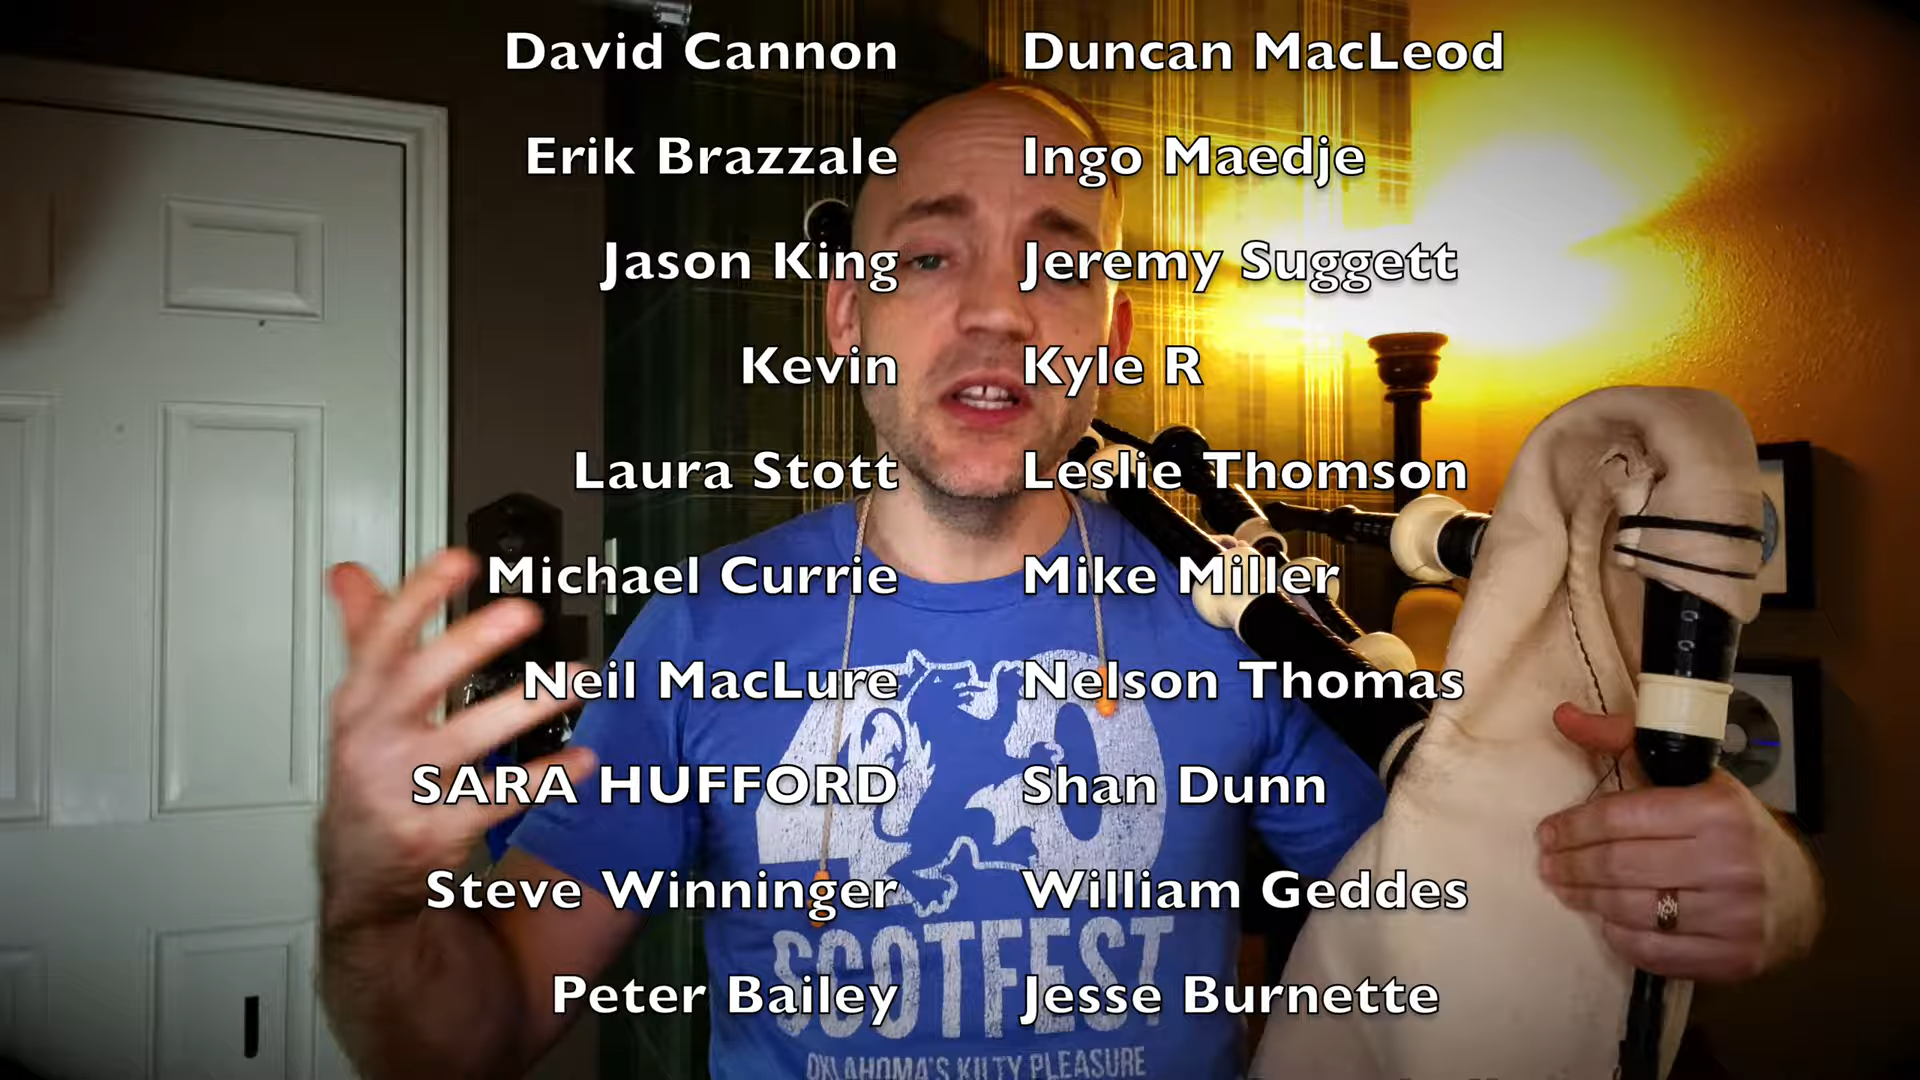 David Cannon Duncan MacLeod
Erik Brazzale Ingo Maedje
Jason King Jeremy Suggett
Kevin Kyle R
Laura Stott Leslie Thomson
Michael Currie Mike Miller
Neil MacLure Nelson Thomas
SARA HUFFORD Shan Dunn
Steve Winninger William Geddes
Peter Bailey Jesse Burnette
40
SCOTFEST
OKLAHOMA'S KILTY PLEASURE